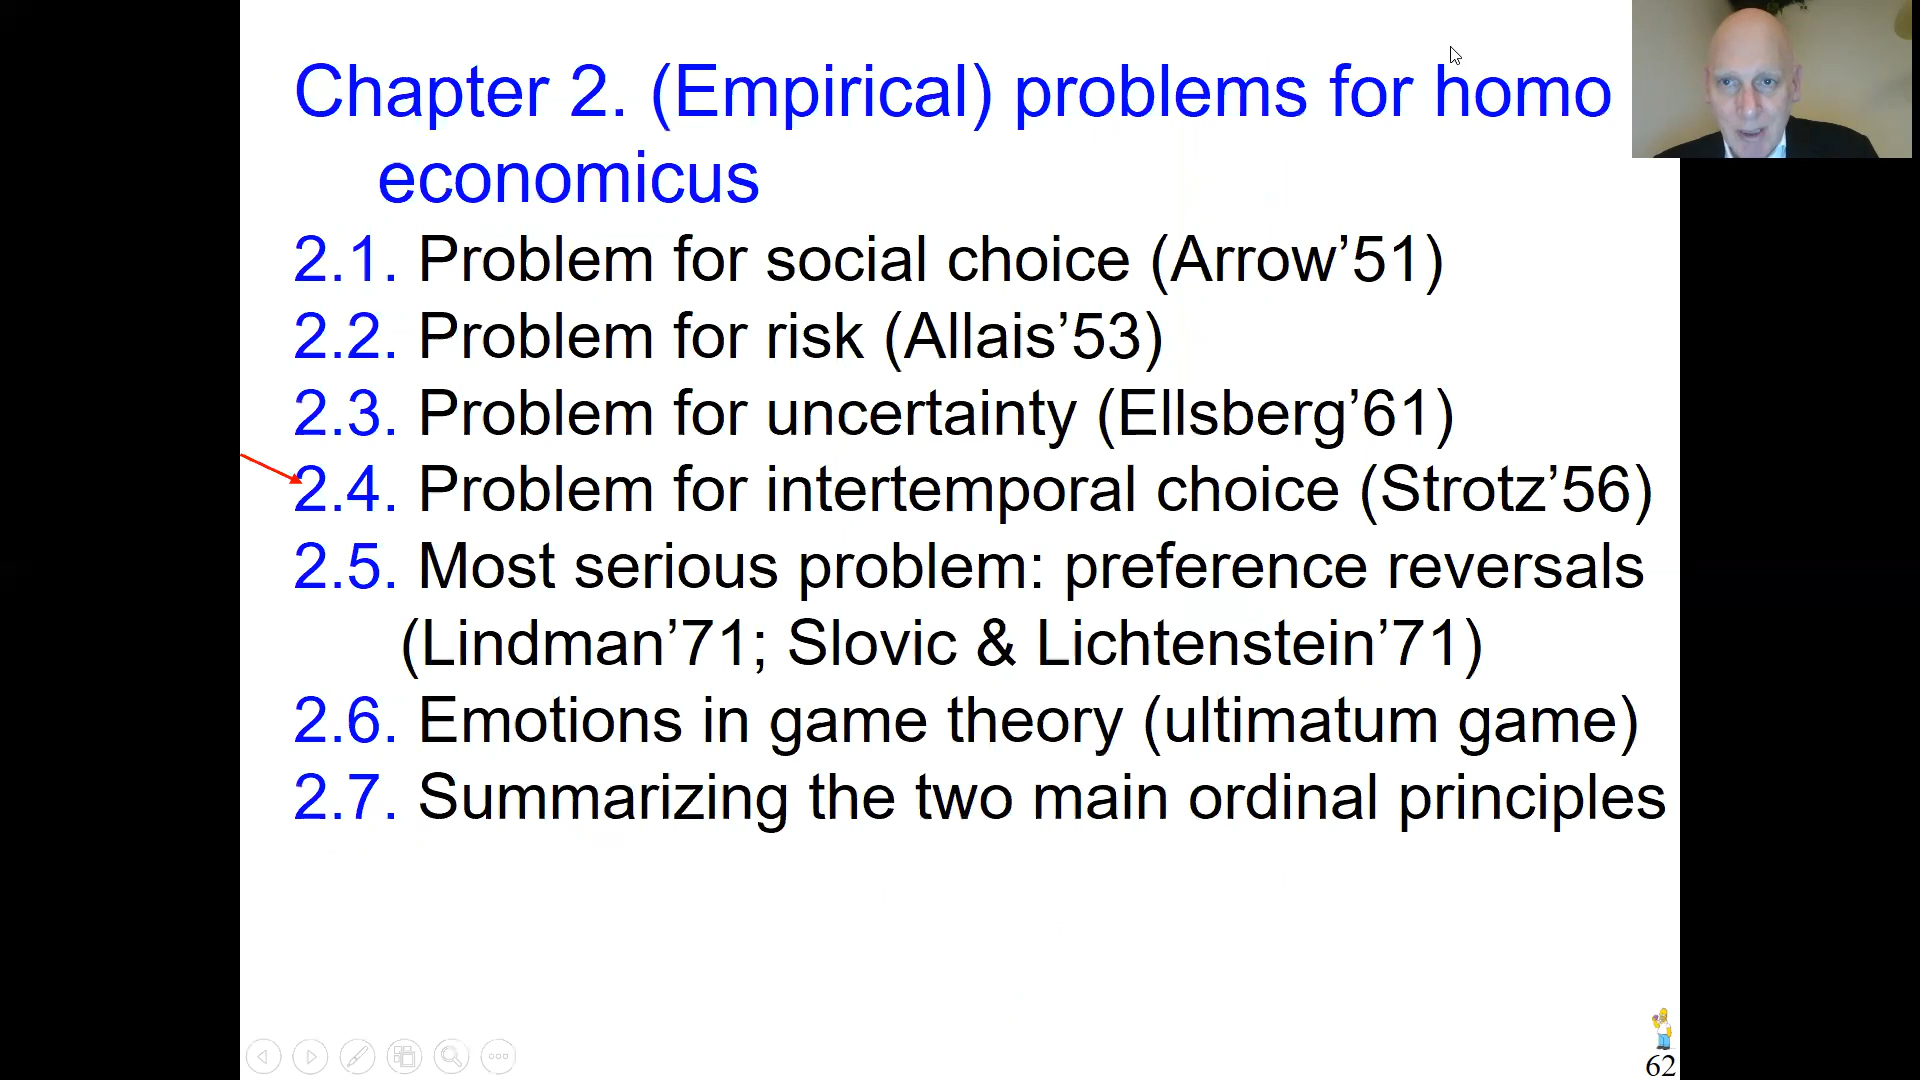 Chapter 2. (Empirical) problems for homo
economicus
2.1. Problem for social choice (Arrow’51)
2.2. Problem for risk (Allais’53)
2.3. Problem for uncertainty (Ellsberg’61)
2.4. Problem for intertemporal choice (Strotz’56)
2.5. Most serious problem: preference reversals
(Lindman’71; Slovic & Lichtenstein’71)
2.6. Emotions in game theory (ultimatum game)
2.7. Summarizing the two main ordinal principles
62